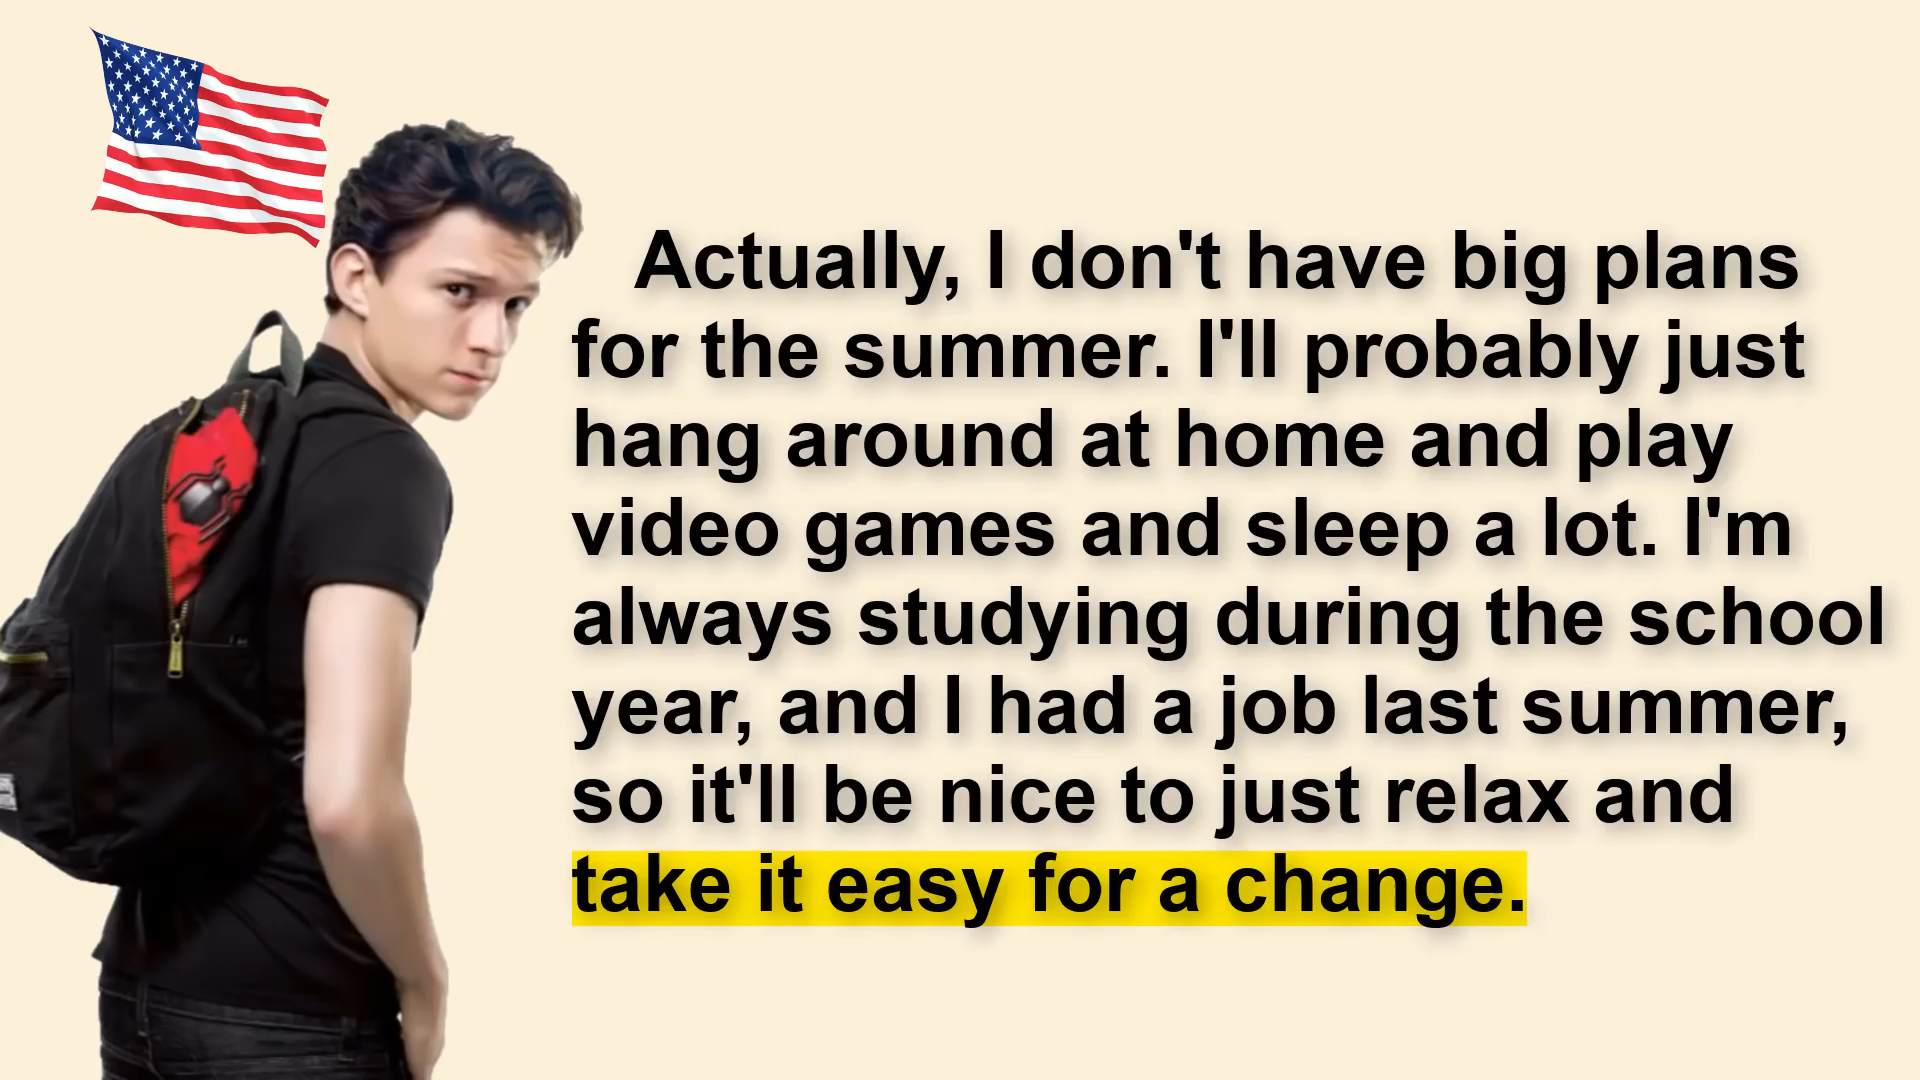 Actually, I don't have big plans
for the summer. I'll probably just
hang around at home and play
video games and sleep a lot. I'm
always studying during the school
year, and I had a job last summer,
so it'll be nice to just relax and
take it easy for a change.